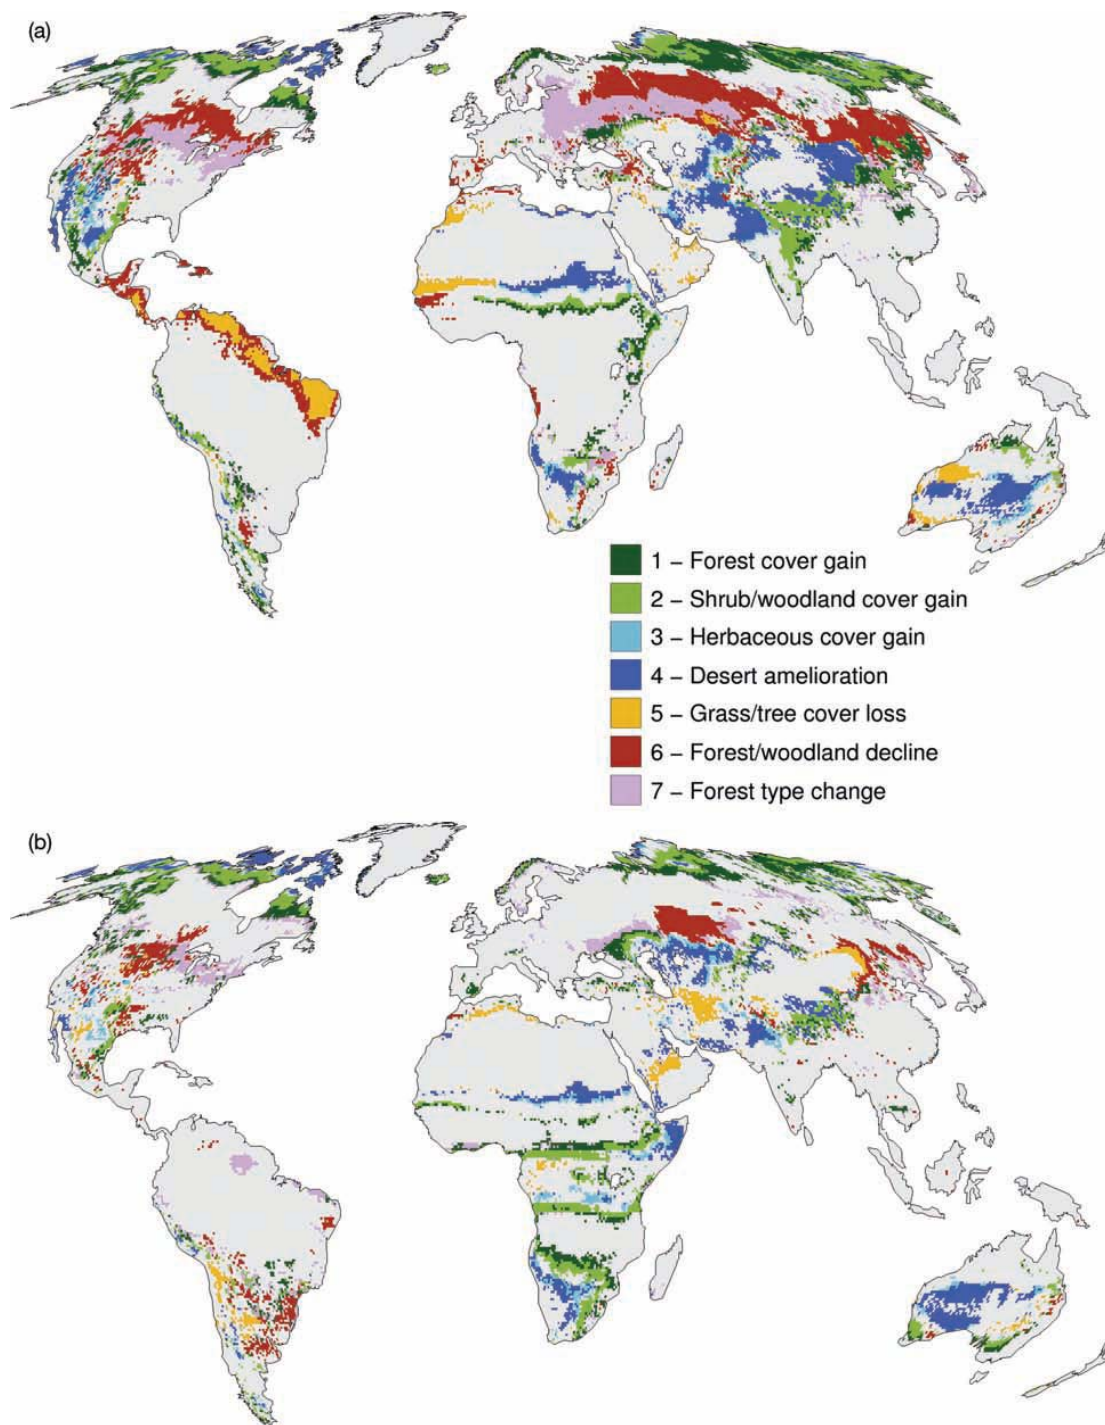 (a)
1 – Forest cover gain
2 – Shrub/woodland cover gain
3 – Herbaceous cover gain
4 – Desert amelioration
5 – Grass/tree cover loss
6 – Forest/woodland decline
7 – Forest type change
(b)